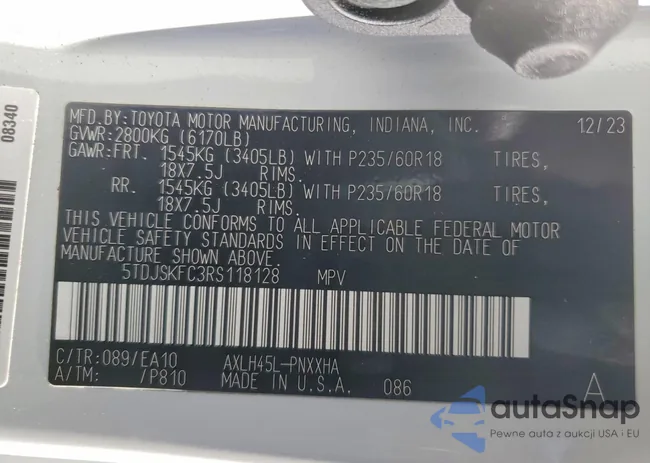 08340
MFD.BY:TOYOTA MOTOR MANUFACTURING, INDIANA, INC. 12/23
GVWR:2800KG (6170LB)
GAWR:FRT. 1545KG (3405LB) WITH P235/60R18 TIRES,
18X7.5J RIMS.
RR. 1545KG (3405LB) WITH P235/60R18 TIRES,
18X7.5J RIMS.
THIS VEHICLE CONFORMS TO ALL APPLICABLE FEDERAL MOTOR
VEHICLE SAFETY STANDARDS IN EFFECT ON THE DATE OF
MANUFACTURE SHOWN ABOVE.
5TDJSKFC3RS118128 MPV
C/TR:089/EA10 AXLH45L-PNXXHA
A/TM: /P810 MADE IN U.S.A. 086 A
autaSnap
Pewne auta z aukcji USA i EU